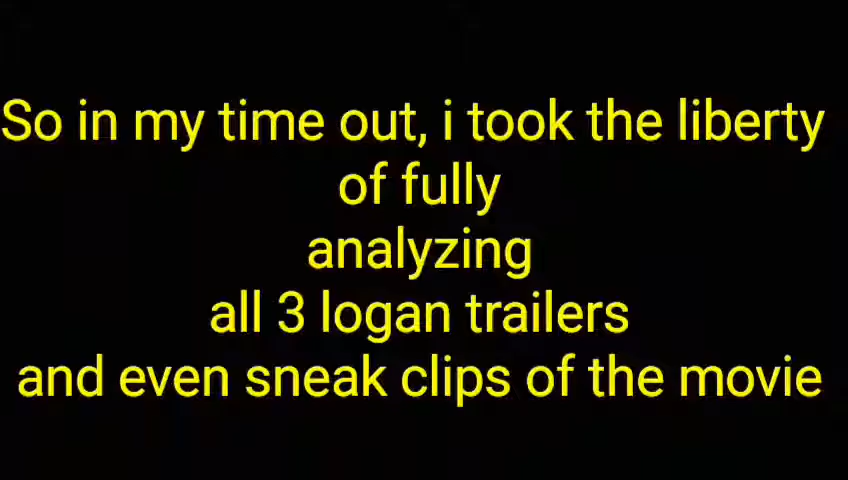 So in my time out, i took the liberty
of fully
analyzing
all 3 logan trailers
and even sneak clips of the movie